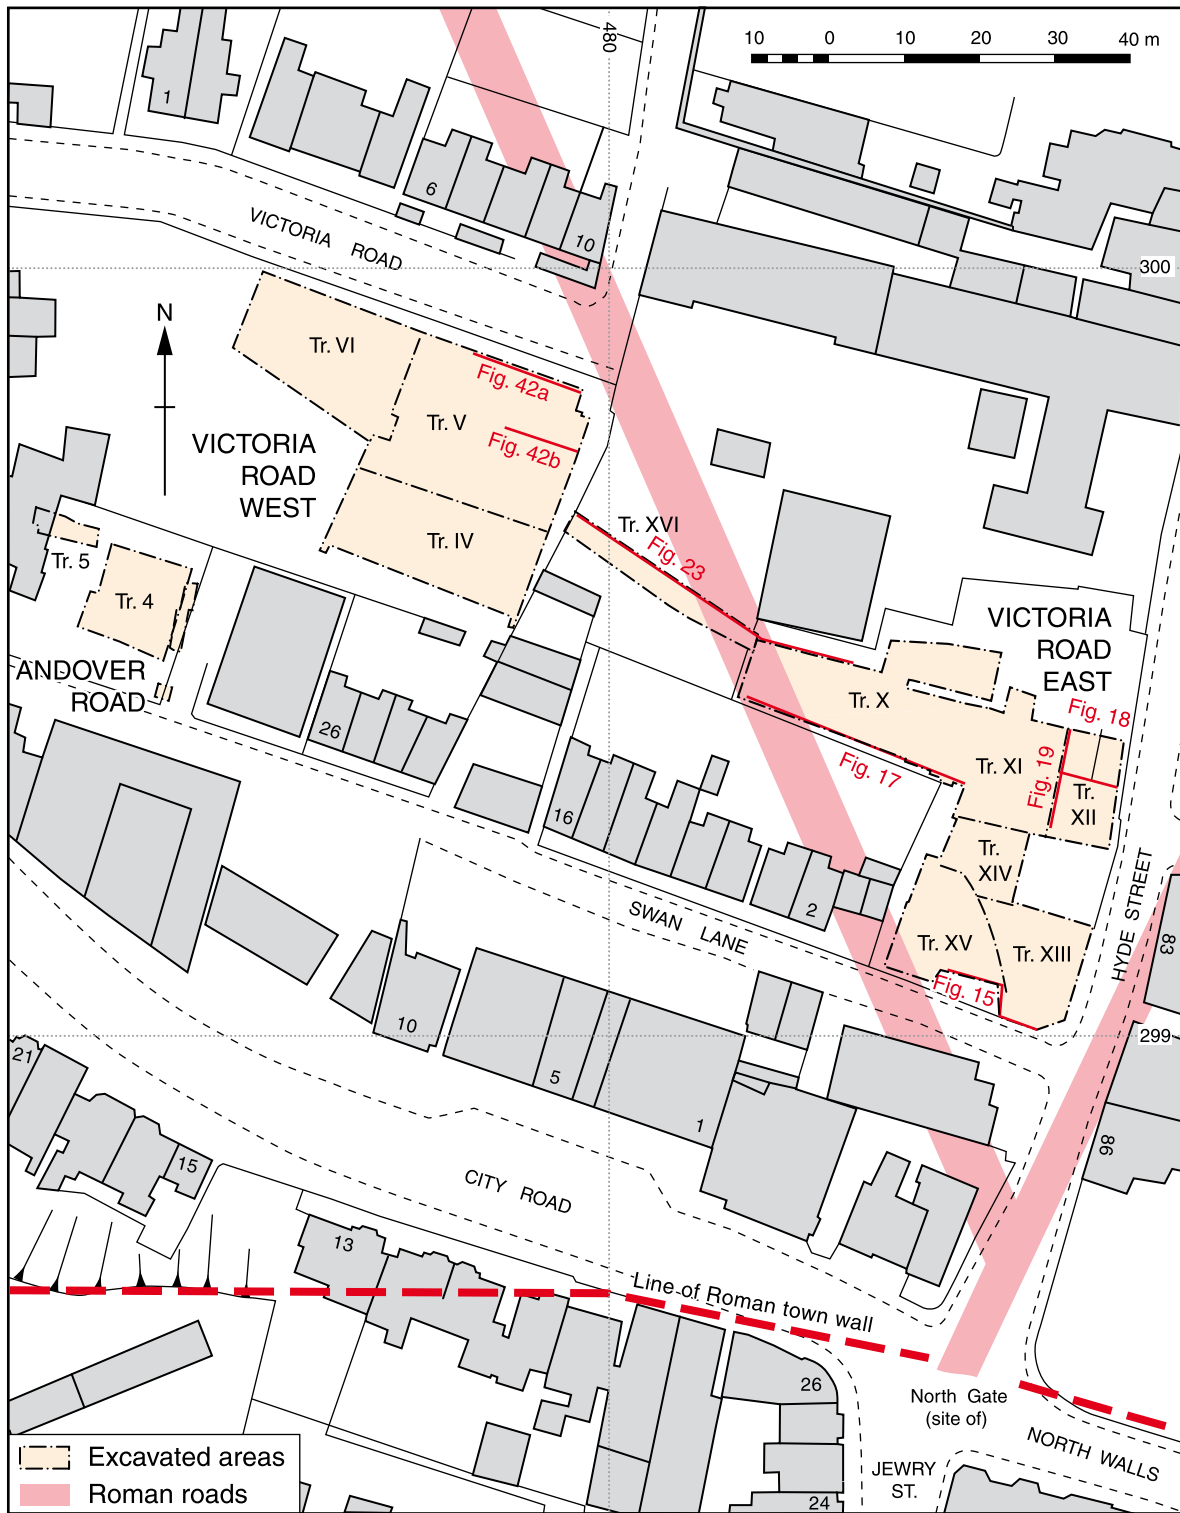 480
10 0 10 20 30 40 m
1
6
10
VICTORIA ROAD
300
N
Tr. VI
Fig. 42a
Tr. V
Fig. 42b
VICTORIA
ROAD
WEST
Tr. IV
Tr. XVI
Fig. 23
Tr. 5
Tr. 4
ANDOVER
ROAD
VICTORIA
ROAD
EAST
Tr. X
Fig. 18
Fig. 17
Tr. XI
Fig. 19
Tr.
XII
26
16
2
Tr.
XIV
SWAN LANE
Tr. XV
Tr. XIII
Fig. 15
HYDE STREET
83
10
5
1
299
21
15
86
CITY ROAD
13
Line of Roman town wall
26
North Gate
(site of)
NORTH WALLS
JEWRY
ST.
24
Excavated areas
Roman roads